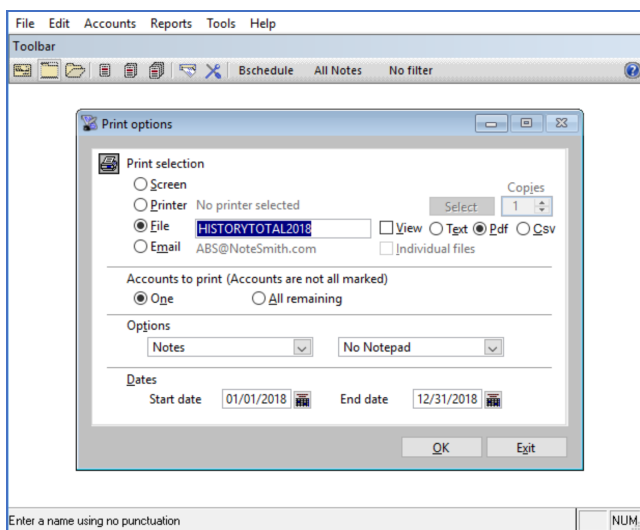 File Edit Accounts Reports Tools Help
Toolbar
Bschedule All Notes No filter
Print options
Print selection
Screen
Copies
Printer No printer selected Select 1
File HISTORYTOTAL2018 View Text Pdf Csv
Email ABS@NoteSmith.com Individual files
Accounts to print (Accounts are not all marked)
One All remaining
Options
Notes No Notepad
Dates
Start date 01/01/2018 End date 12/31/2018
OK Exit
Enter a name using no punctuation NUM